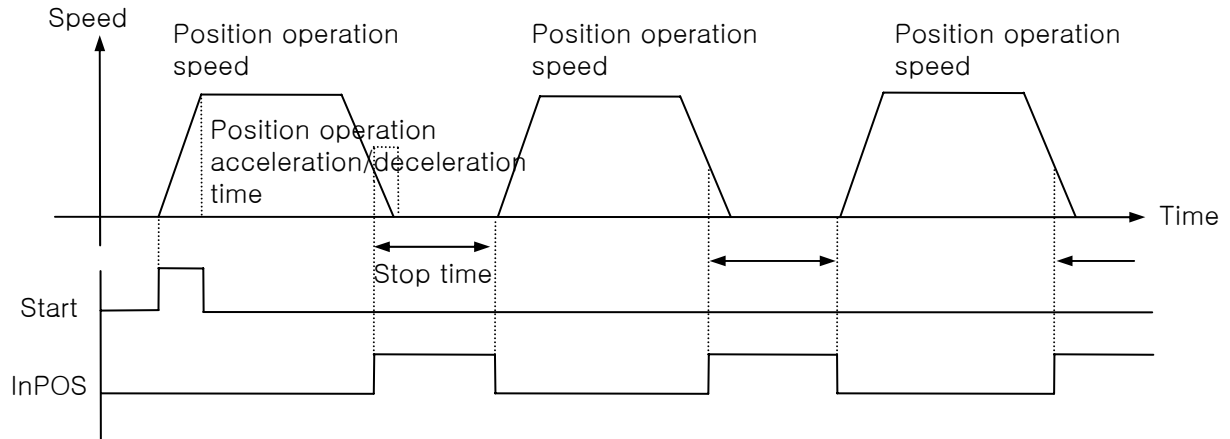 Speed
Position operation
speed
Position operation
speed
Position operation
speed
Position operation
acceleration/deceleration
time
Time
Stop time
Start
InPOS